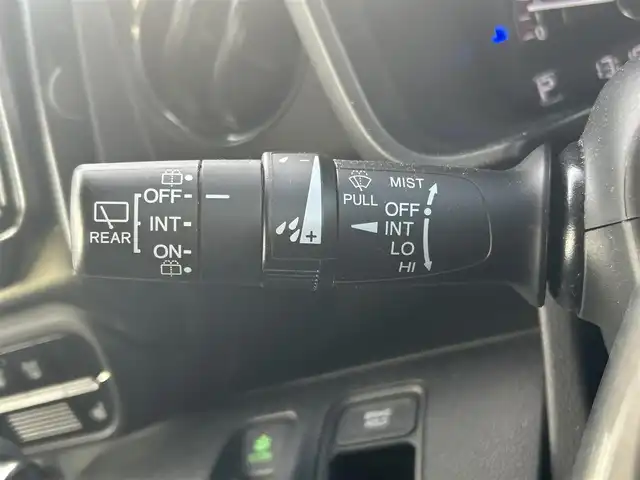 OFF
INT
ON
REAR
- 
+
PULL
MIST
OFF
INT
LO
HI
P